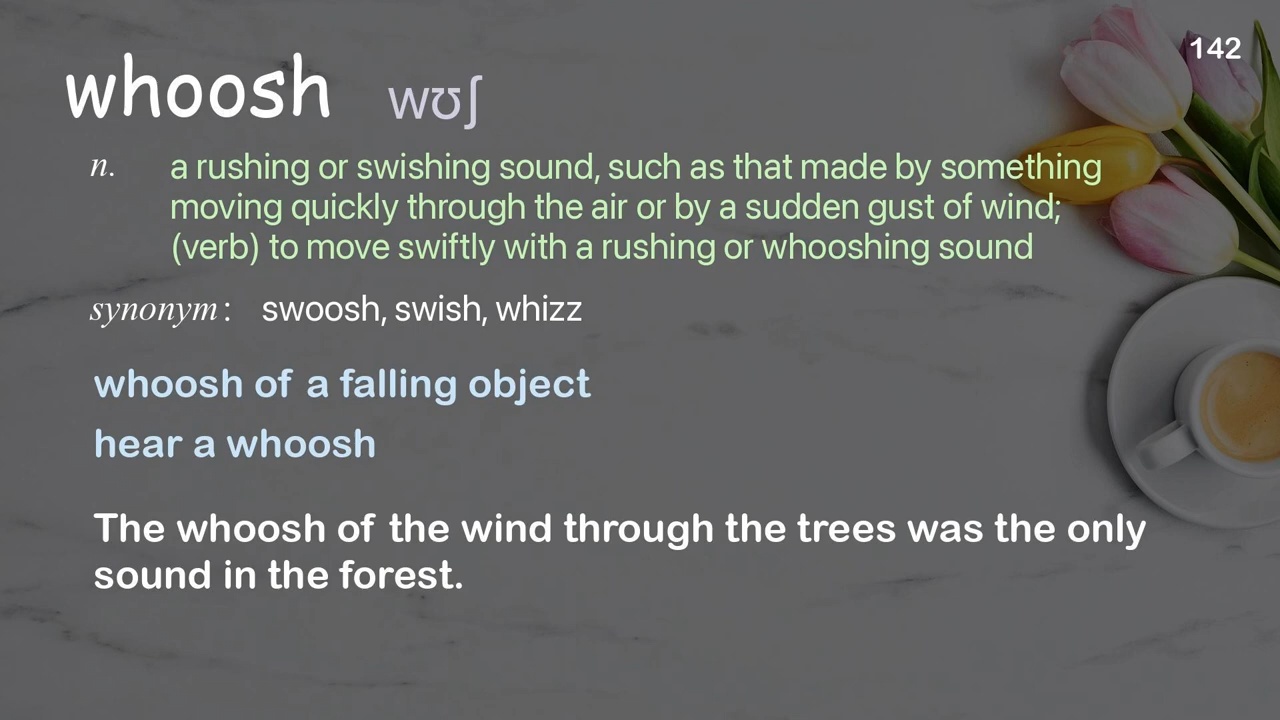 142
whoosh wʊʃ
n. a rushing or swishing sound, such as that made by something
moving quickly through the air or by a sudden gust of wind;
(verb) to move swiftly with a rushing or whooshing sound
synonym: swoosh, swish, whizz
whoosh of a falling object
hear a whoosh
The whoosh of the wind through the trees was the only
sound in the forest.